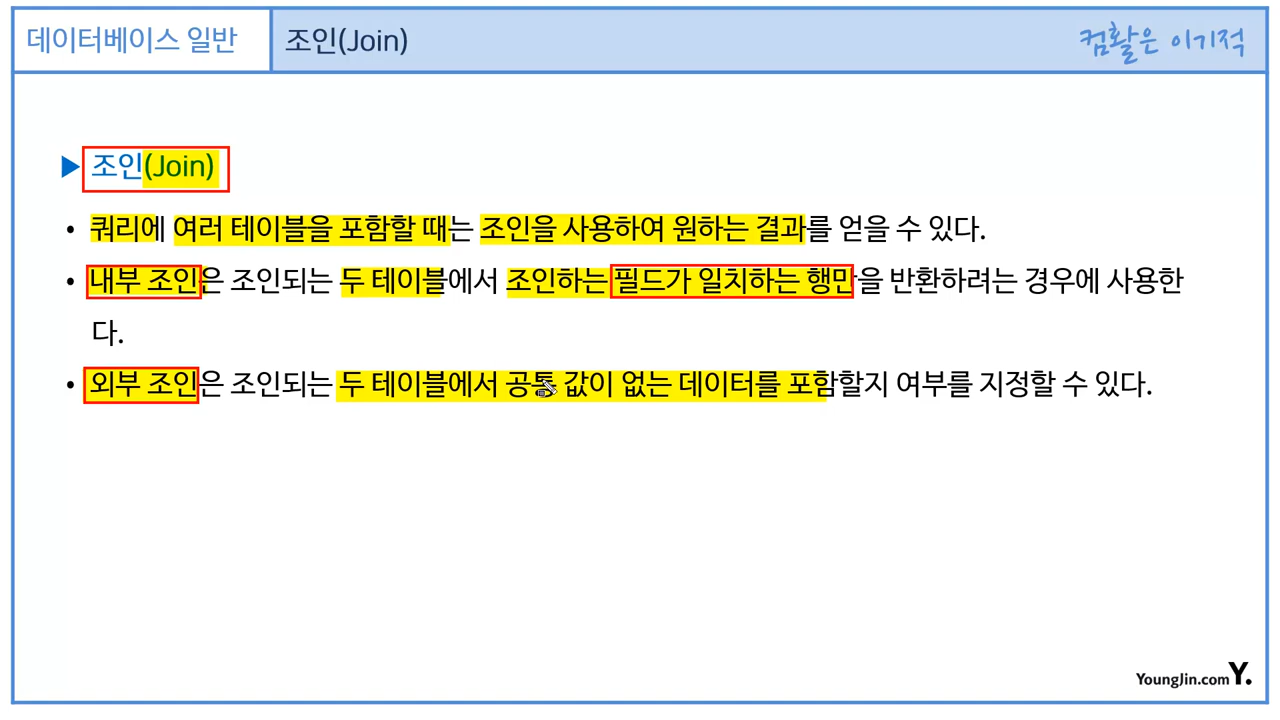 데이터베이스 일반
조인(Join)
컴활은 이기적
▶ 조인(Join)
• 쿼리에 여러 테이블을 포함할 때는 조인을 사용하여 원하는 결과를 얻을 수 있다.
• 내부 조인은 조인되는 두 테이블에서 조인하는 필드가 일치하는 행만을 반환하려는 경우에 사용한
다.
• 외부 조인은 조인되는 두 테이블에서 공통 값이 없는 데이터를 포함할지 여부를 지정할 수 있다.
YoungJin.com Y.